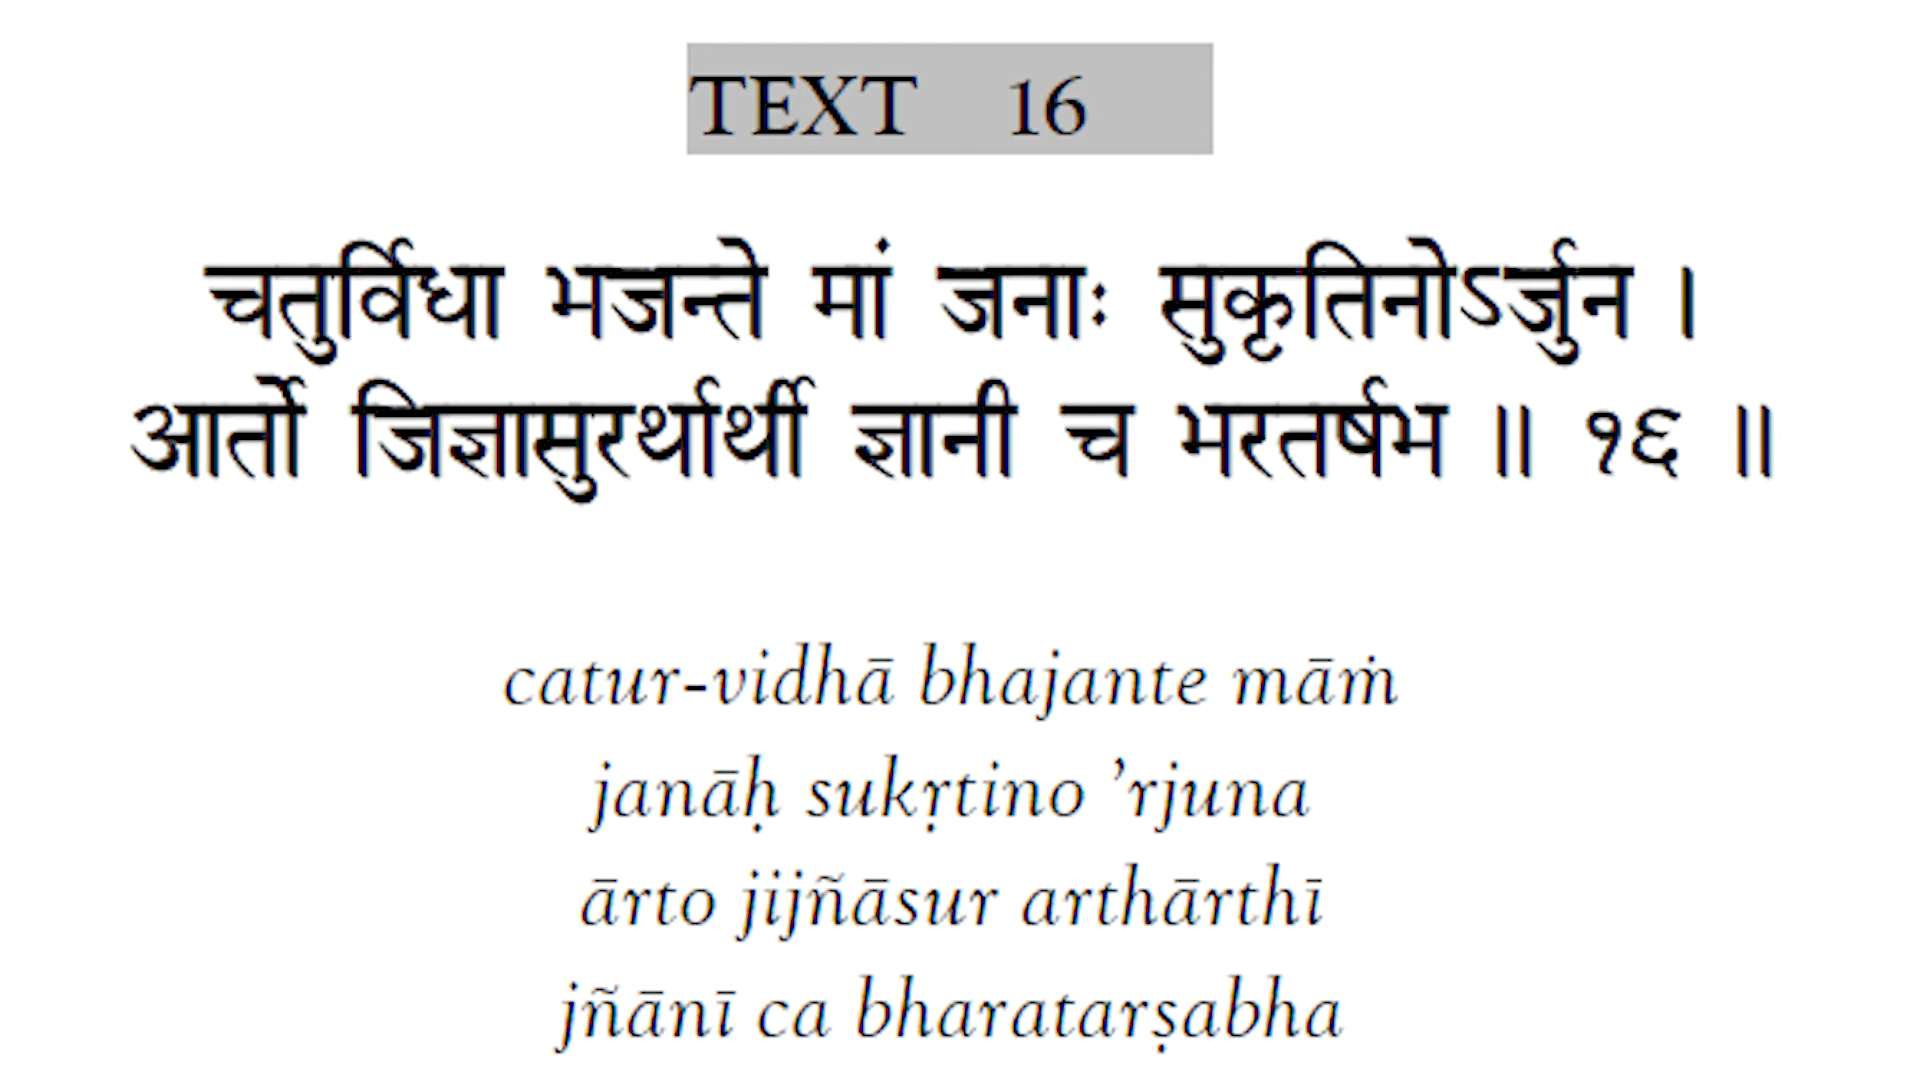 TEXT 16
चतुर्विधा भजन्ते मां जनाः सुकृतिनोऽर्जुन ।
आर्तो जिज्ञासुरर्थार्थी ज्ञानी च भरतर्षभ ॥ १६ ॥
catur-vidhā bhajante māṁ
janāḥ sukṛtino ’rjuna
ārto jijñāsur arthārthī
jñānī ca bharatarṣabha